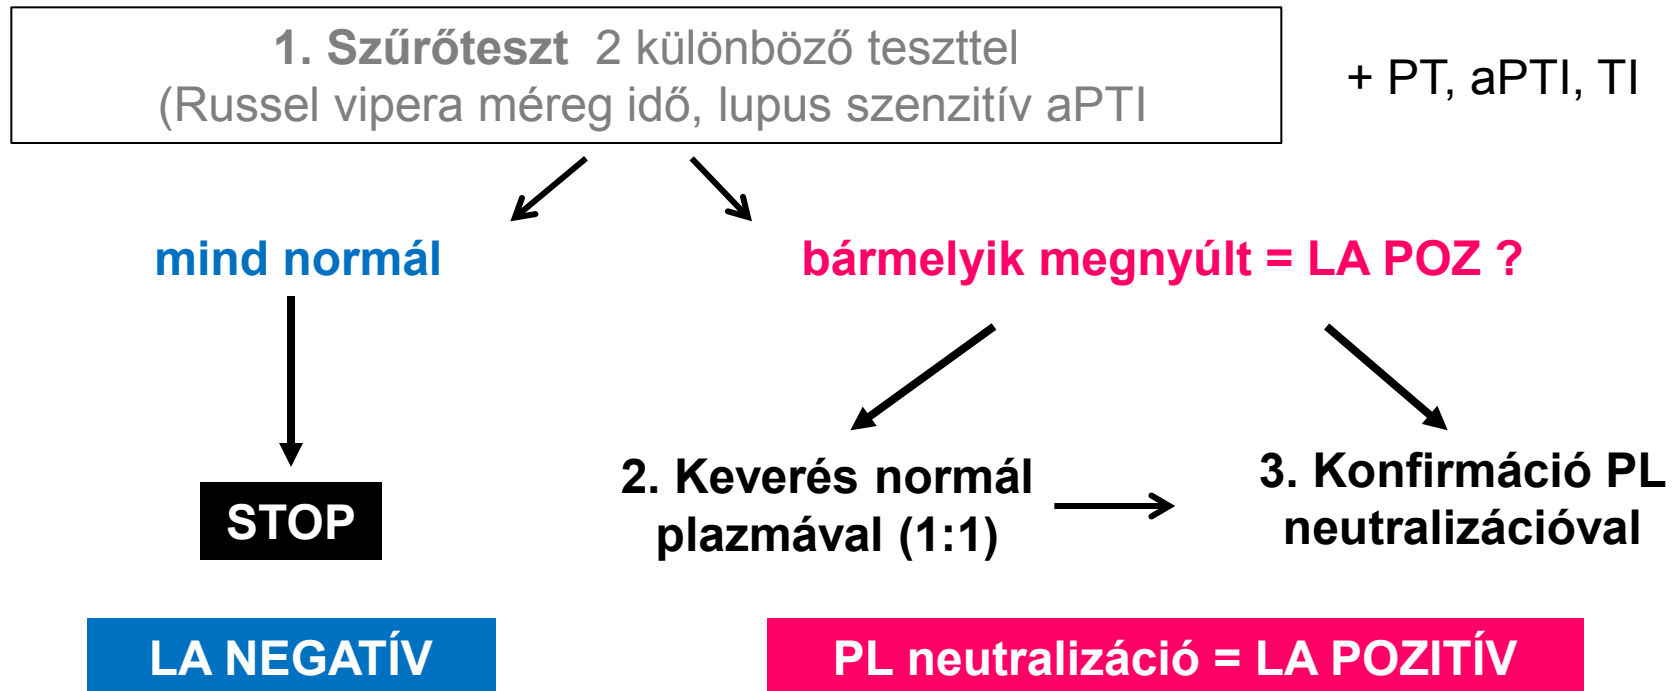 1. Szűrőteszt 2 különböző teszttel
(Russel vipera méreg idő, lupus szenzitív aPTI
+ PT, aPTI, TI
mind normál
bármelyik megnyúlt = LA POZ ?
STOP
2. Keverés normál
plazmával (1:1)
3. Konfirmáció PL
neutralizációval
LA NEGATÍV
PL neutralizáció = LA POZITÍV